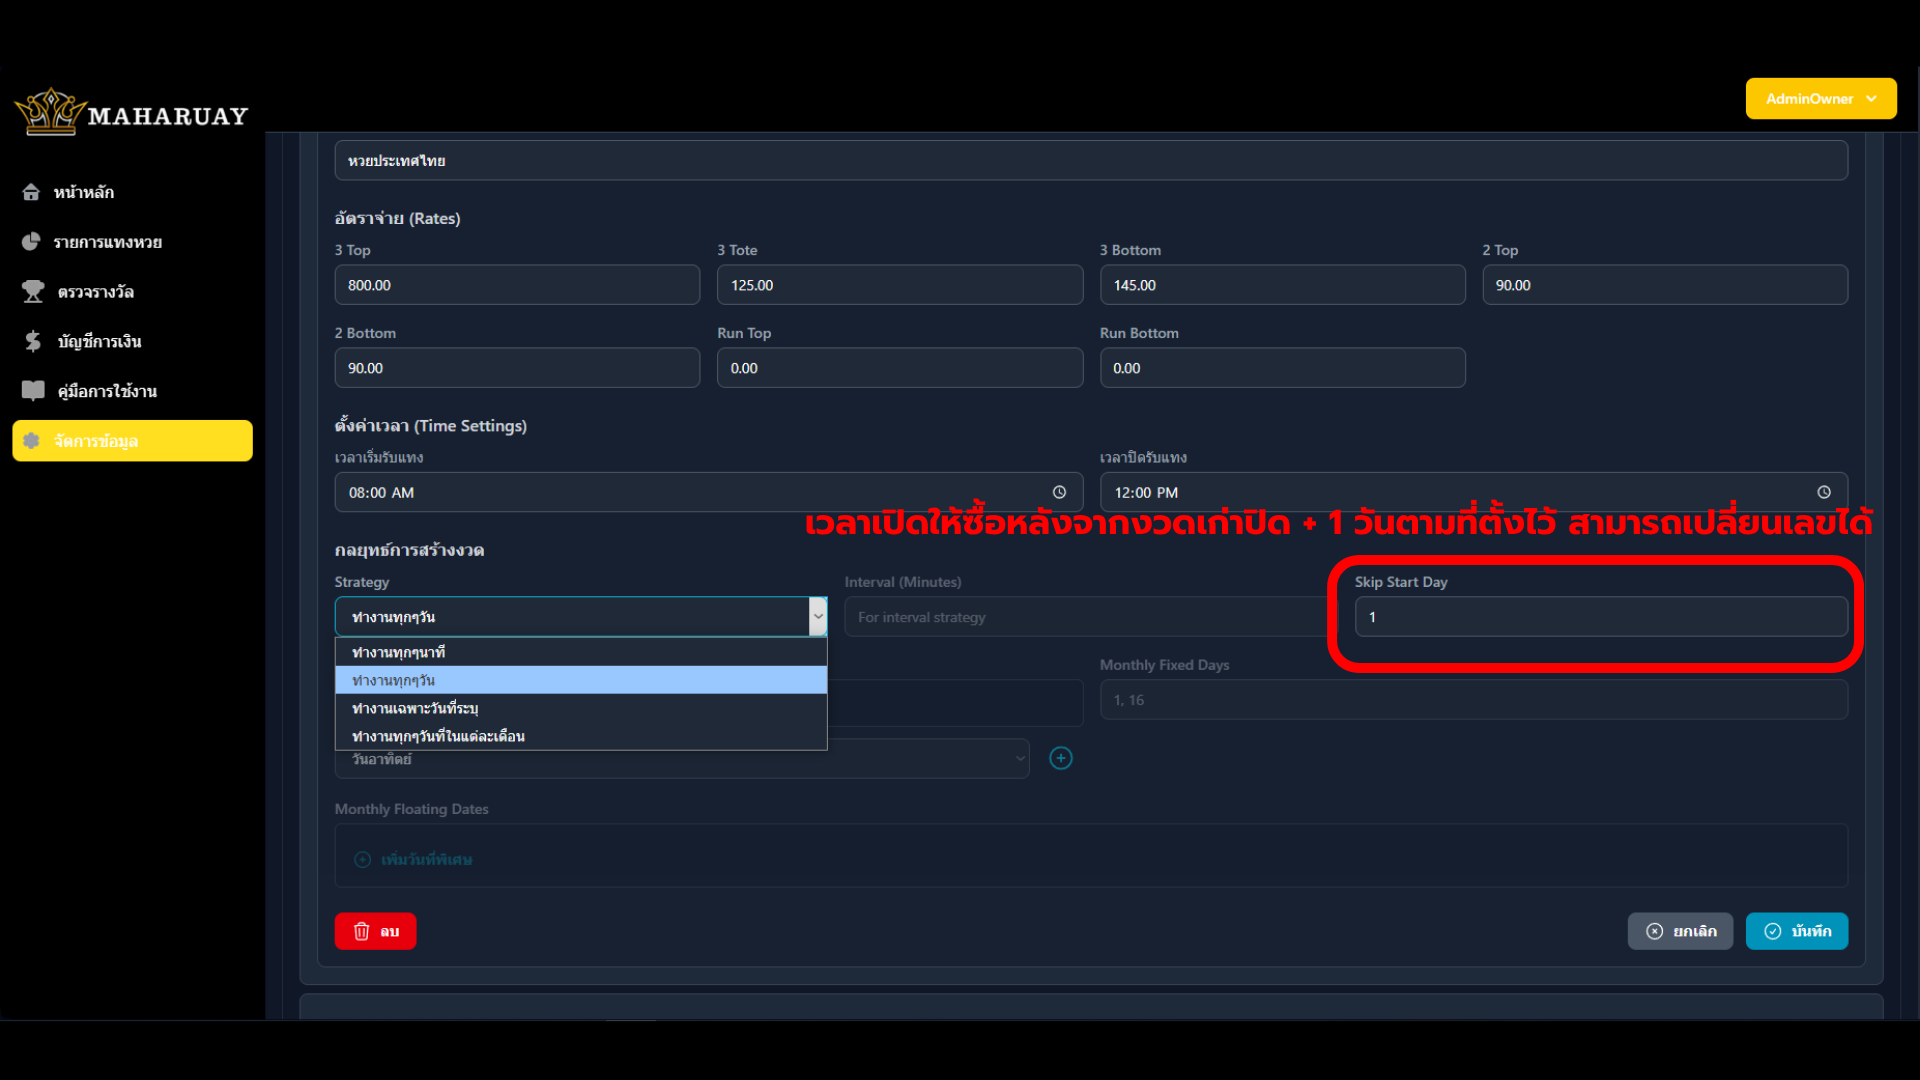 MAHARUAY
AdminOwner
หน้าหลัก
รายการแทงหวย
ตรวจรางวัล
บัญชีการเงิน
คู่มือการใช้งาน
จัดการข้อมูล
หวยประเทศไทย
อัตราจ่าย (Rates)
3 Top 3 Tote 3 Bottom 2 Top
800.00 125.00 145.00 90.00
2 Bottom Run Top Run Bottom
90.00 0.00 0.00
ตั้งค่าเวลา (Time Settings)
เวลาเริ่มรับแทง เวลาปิดรับแทง
08:00 AM 12:00 PM
เวลาเปิดให้ซื้อหลังจากงวดเก่าปิด + 1 วันตามที่ตั้งไว้ สามารถเปลี่ยนเลขได้
กลยุทธ์การสร้างงวด
Strategy Interval (Minutes) Skip Start Day
ทำงานทุกๆวัน For interval strategy 1
ทำงานทุกๆนาที
ทำงานทุกๆวัน
ทำงานเฉพาะวันที่ระบุ
ทำงานทุกๆวันที่ในแต่ละเดือน
Monthly Fixed Days
1, 16
วันอาทิตย์
Monthly Floating Dates
เพิ่มวันที่พิเศษ
ลบ ยกเลิก บันทึก